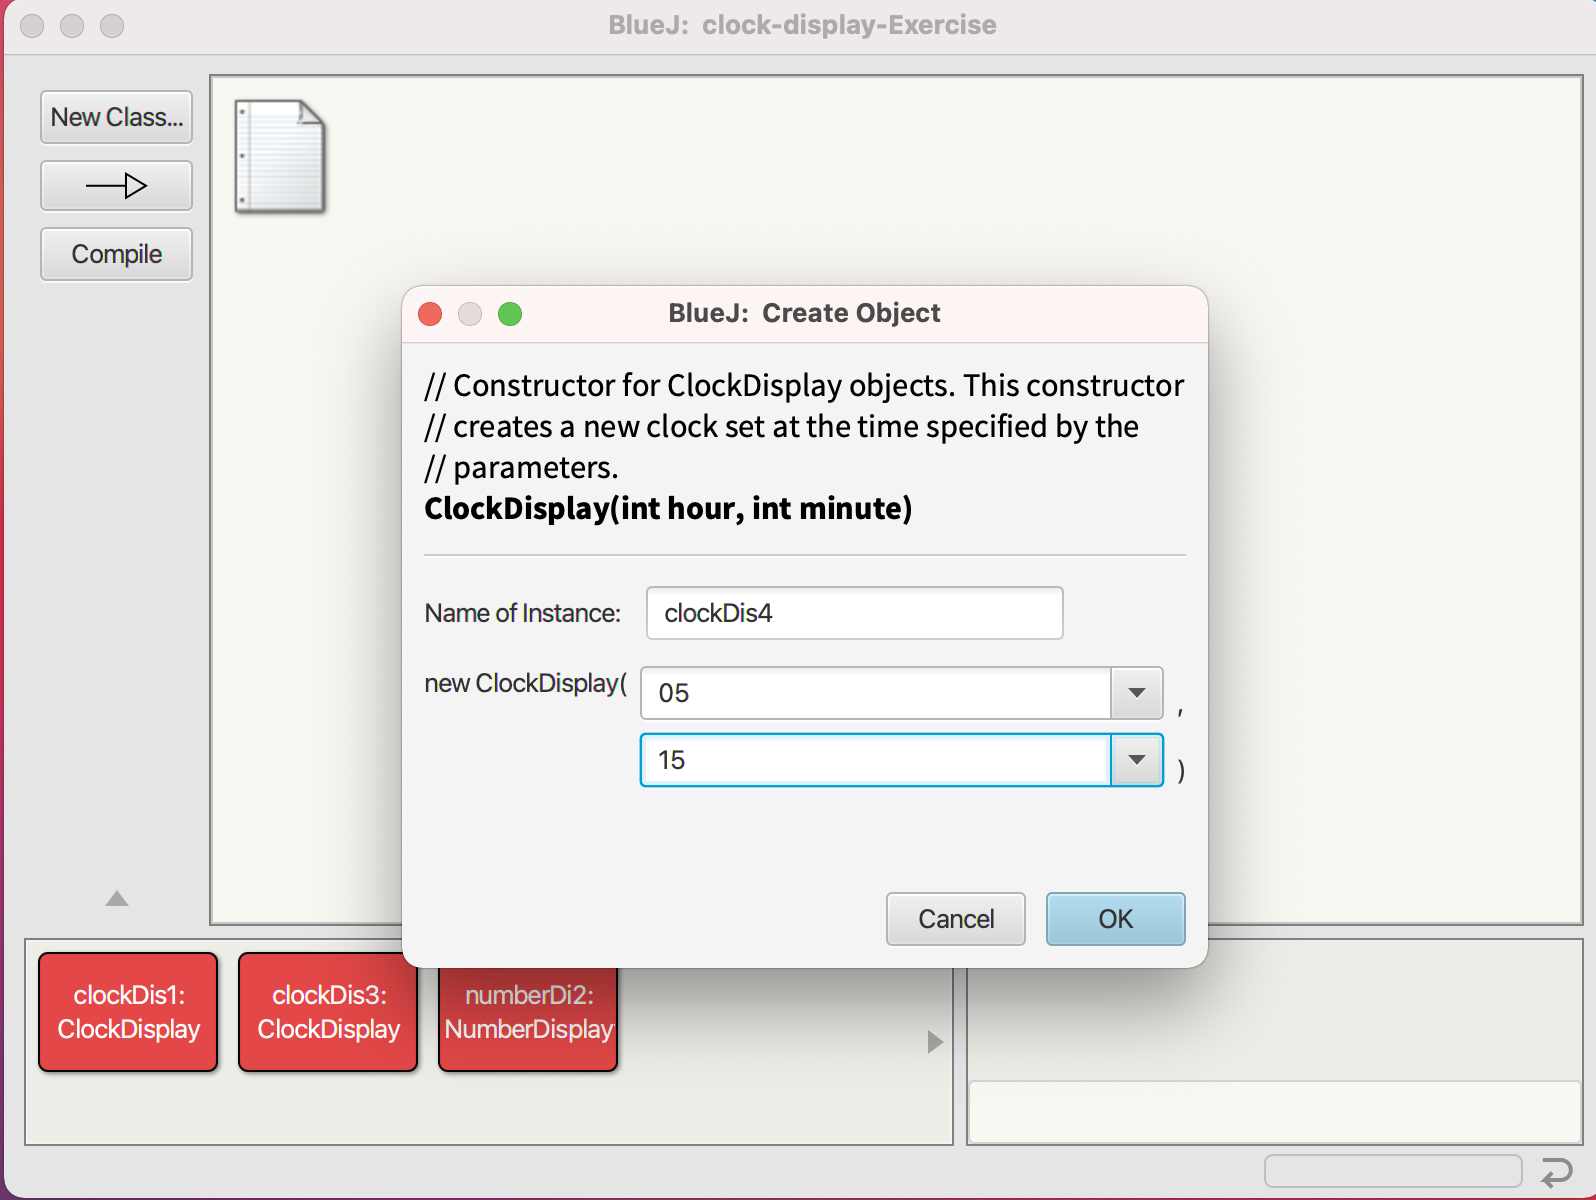 BlueJ: clock-display-Exercise
New Class...
Compile
BlueJ: Create Object
// Constructor for ClockDisplay objects. This constructor
// creates a new clock set at the time specified by the
// parameters.
ClockDisplay(int hour, int minute)
Name of Instance: clockDis4
new ClockDisplay( 05 ,
15 )
Cancel OK
clockDis1:
ClockDisplay
clockDis3:
ClockDisplay
numberDi2:
NumberDisplay